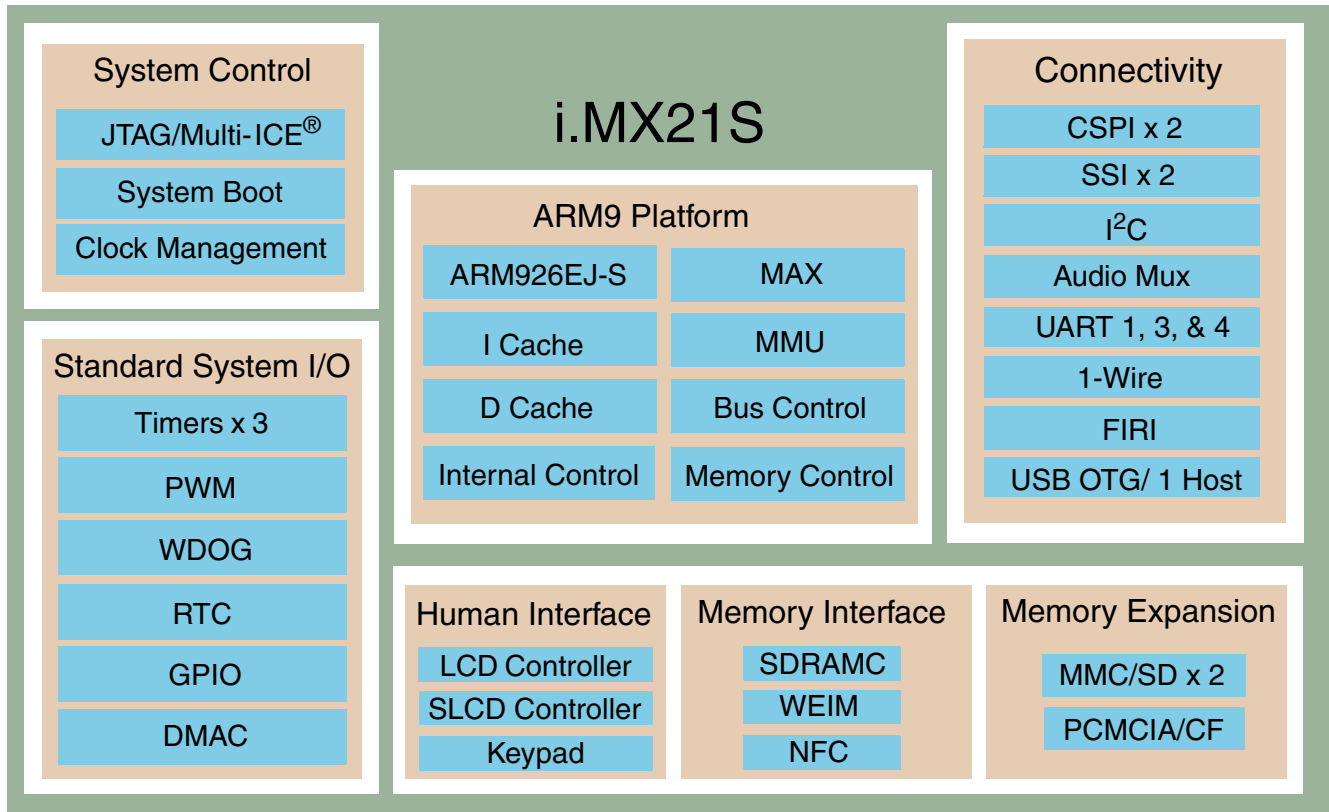 System Control
JTAG/Multi-ICE®
System Boot
Clock Management
Standard System I/O
Timers x 3
PWM
WDOG
RTC
GPIO
DMAC
i.MX21S
ARM9 Platform
ARM926EJ-S
MAX
I Cache
MMU
D Cache
Bus Control
Internal Control
Memory Control
Connectivity
CSPI x 2
SSI x 2
I²C
Audio Mux
UART 1, 3, & 4
1-Wire
FIRI
USB OTG/ 1 Host
Human Interface
LCD Controller
SLCD Controller
Keypad
Memory Interface
SDRAMC
WEIM
NFC
Memory Expansion
MMC/SD x 2
PCMCIA/CF